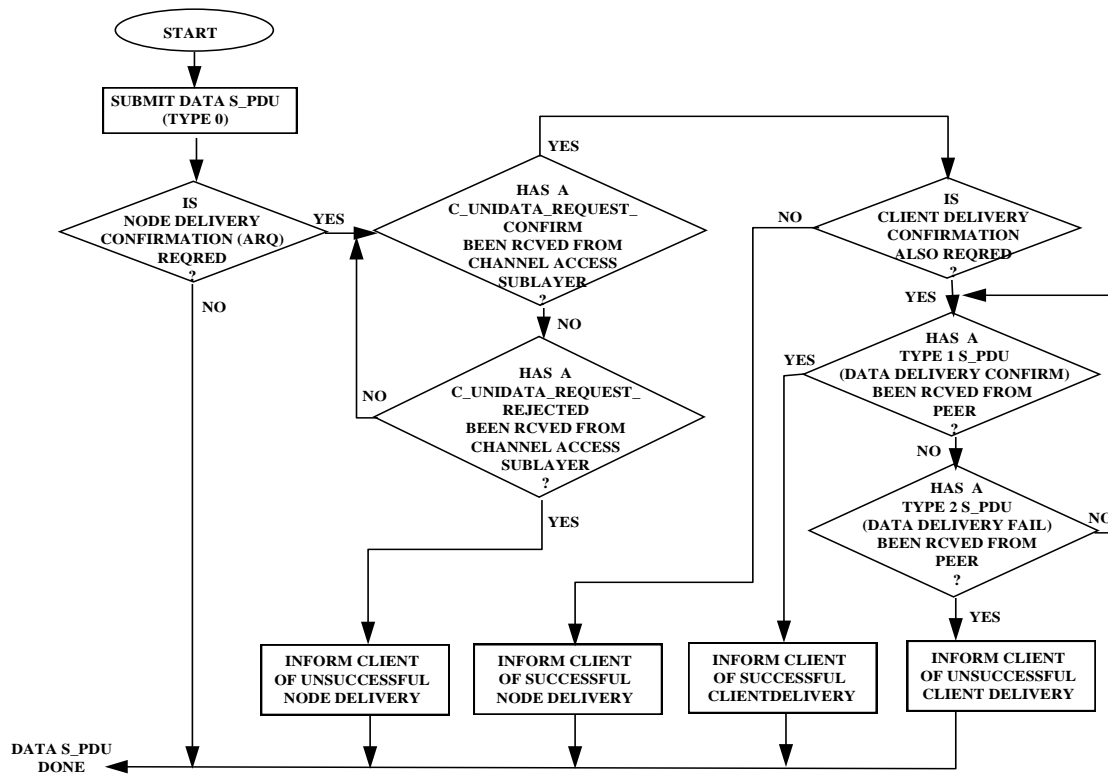 START
SUBMIT DATA S_PDU
(TYPE 0)
IS
NODE DELIVERY
CONFIRMATION (ARQ)
REQRED
?
YES
NO
YES
HAS A
C_UNIDATA_REQUEST_
CONFIRM
BEEN RCVED FROM
CHANNEL ACCESS
SUBLAYER
?
NO
HAS A
C_UNIDATA_REQUEST_
REJECTED
BEEN RCVED FROM
CHANNEL ACCESS
SUBLAYER
?
NO
YES
NO
IS
CLIENT DELIVERY
CONFIRMATION
ALSO REQRED
?
YES
HAS A
TYPE 1 S_PDU
(DATA DELIVERY CONFIRM)
BEEN RCVED FROM
PEER
?
YES
NO
HAS A
TYPE 2 S_PDU
(DATA DELIVERY FAIL)
BEEN RCVED FROM
PEER
?
NO
YES
INFORM CLIENT
OF UNSUCCESSFUL
NODE DELIVERY
INFORM CLIENT
OF SUCCESSFUL
NODE DELIVERY
INFORM CLIENT
OF SUCCESSFUL
CLIENTDELIVERY
INFORM CLIENT
OF UNSUCCESSFUL
CLIENT DELIVERY
DATA S_PDU
DONE